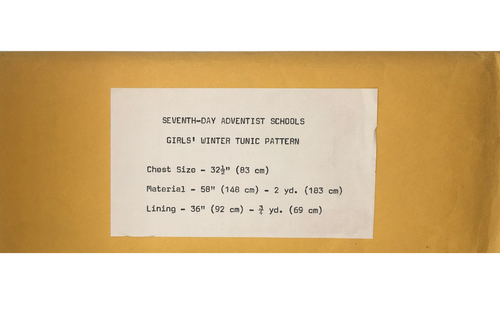 SEVENTH-DAY ADVENTIST SCHOOLS
GIRLS' WINTER TUNIC PATTERN
Chest Size - 32½" (83 cm)
Material - 58" (148 cm) - 2 yd. (183 cm)
Lining - 36" (92 cm) - ¾ yd. (69 cm)